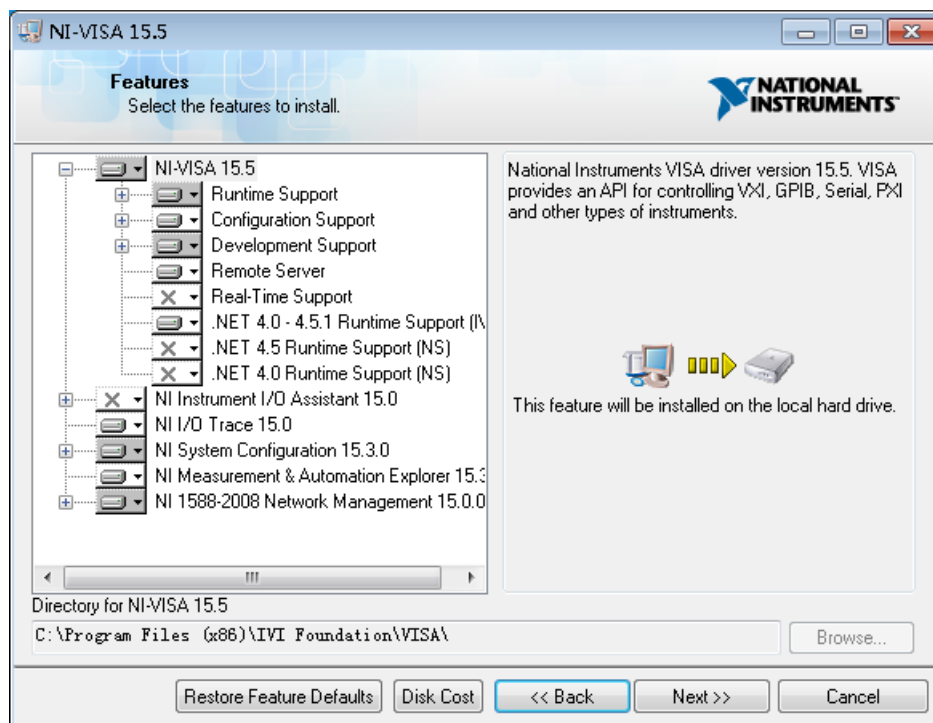 NI-VISA 15.5
Features
Select the features to install.
NATIONAL
INSTRUMENTS™
NI-VISA 15.5
Runtime Support
Configuration Support
Development Support
Remote Server
Real-Time Support
.NET 4.0 - 4.5.1 Runtime Support (I\
.NET 4.5 Runtime Support (NS)
.NET 4.0 Runtime Support (NS)
NI Instrument I/O Assistant 15.0
NI I/O Trace 15.0
NI System Configuration 15.3.0
NI Measurement & Automation Explorer 15.3
NI 1588-2008 Network Management 15.0.0
National Instruments VISA driver version 15.5. VISA
provides an API for controlling VXI, GPIB, Serial, PXI
and other types of instruments.
This feature will be installed on the local hard drive.
Directory for NI-VISA 15.5
C:\Program Files (x86)\IVI Foundation\VISA\
Browse...
Restore Feature Defaults
Disk Cost
<< Back
Next >>
Cancel